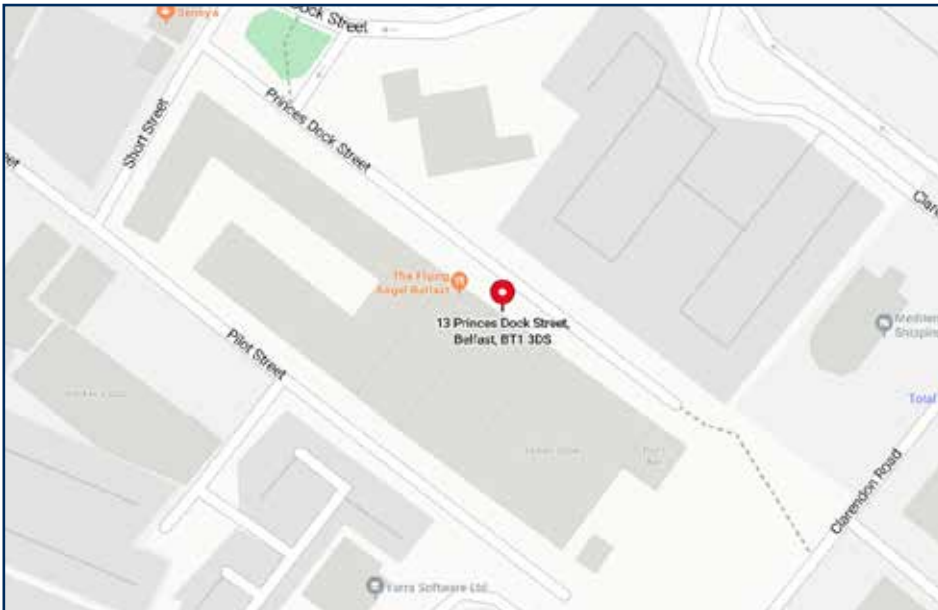 Dock Street
Princes Dock Street
Short Street
The Flying
Angel Belfast
13 Princes Dock Street,
Belfast, BT1 3DS
Pilot Street
Total
Clarendon Road
Yarra Software Ltd